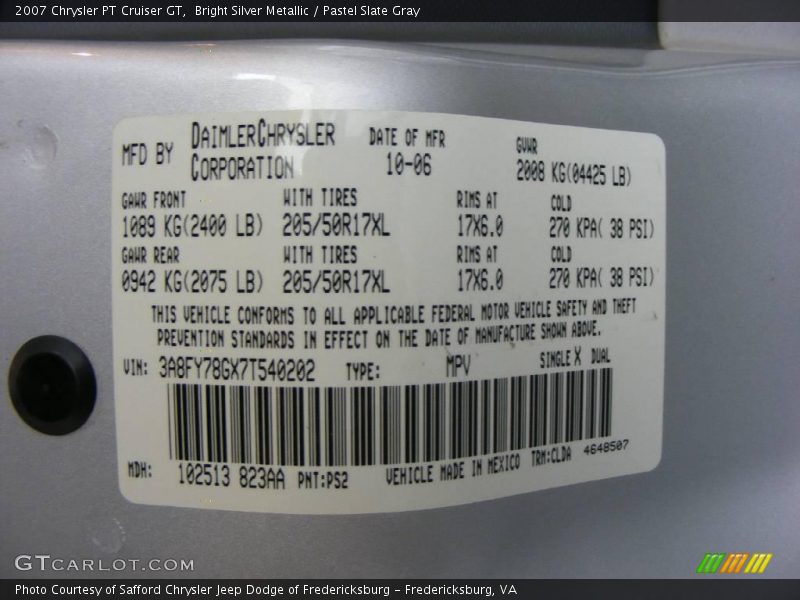 2007 Chrysler PT Cruiser GT,  Bright Silver Metallic / Pastel Slate Gray
MFD BY DAIMLERCHRYSLER CORPORATION DATE OF MFR 10-06 GVWR 2008 KG(04425 LB)
GAWR FRONT WITH TIRES RIMS AT COLD
1089 KG(2400 LB) 205/50R17XL 17X6.0 270 KPA( 38 PSI)
GAWR REAR WITH TIRES RIMS AT COLD
0942 KG(2075 LB) 205/50R17XL 17X6.0 270 KPA( 38 PSI)
THIS VEHICLE CONFORMS TO ALL APPLICABLE FEDERAL MOTOR VEHICLE SAFETY AND THEFT
PREVENTION STANDARDS IN EFFECT ON THE DATE OF MANUFACTURE SHOWN ABOVE.
VIN: 3A8FY78GX7T540202 TYPE: MPV SINGLE X DUAL
MDH: 102513 823AA PNT:PS2 VEHICLE MADE IN MEXICO TRM:CLDA 4648507
GTCARLOT.COM
Photo Courtesy of Safford Chrysler Jeep Dodge of Fredericksburg – Fredericksburg, VA